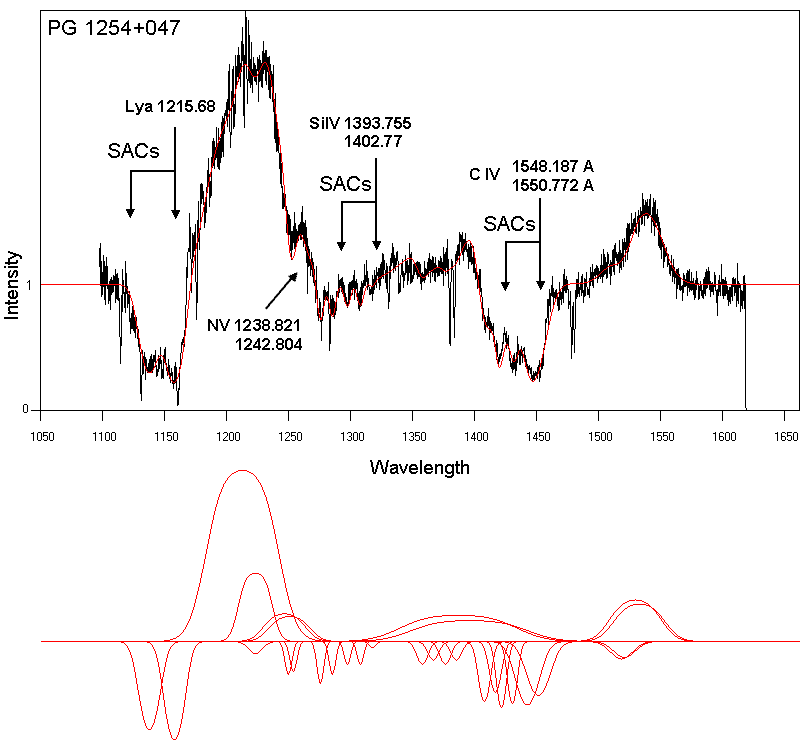 PG 1254+047
Lya 1215.68
SACs
SiIV 1393.755
1402.77
SACs
C IV 1548.187 A
1550.772 A
SACs
NV 1238.821
1242.804
Intensity
1
0
1050 1100 1150 1200 1250 1300 1350 1400 1450 1500 1550 1600 1650
Wavelength